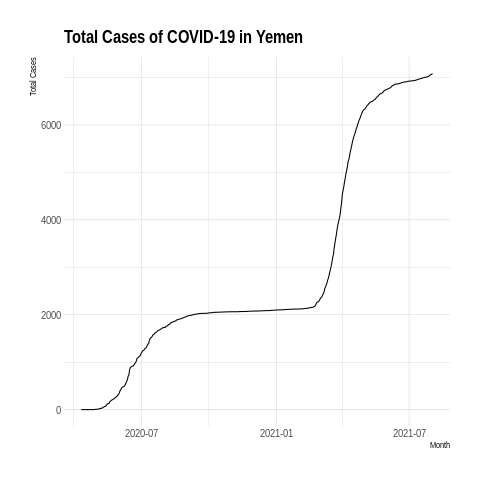 Total Cases of COVID-19 in Yemen
Total Cases
6000
4000
2000
0
2020-07 2021-01 2021-07
Month